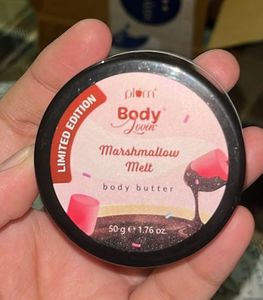 plum
Body
Lovin'
LIMITED EDITION
Marshmallow
Melt
body butter
50 g e 1.76 oz.